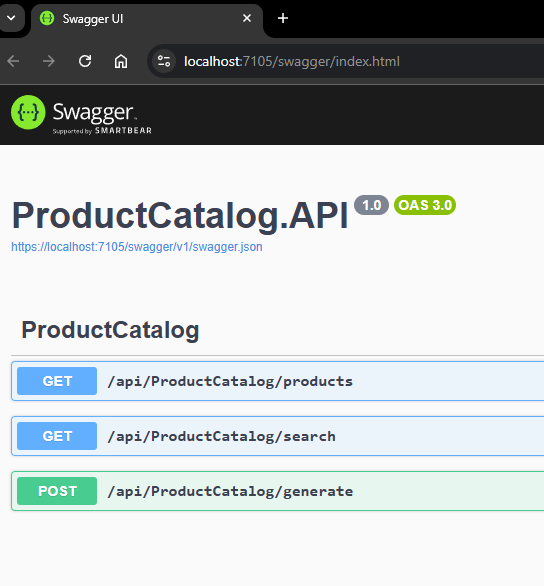 Swagger UI
localhost:7105/swagger/index.html
Swagger.
Supported by SMARTBEAR
ProductCatalog.API 1.0 OAS 3.0
https://localhost:7105/swagger/v1/swagger.json
ProductCatalog
GET /api/ProductCatalog/products
GET /api/ProductCatalog/search
POST /api/ProductCatalog/generate